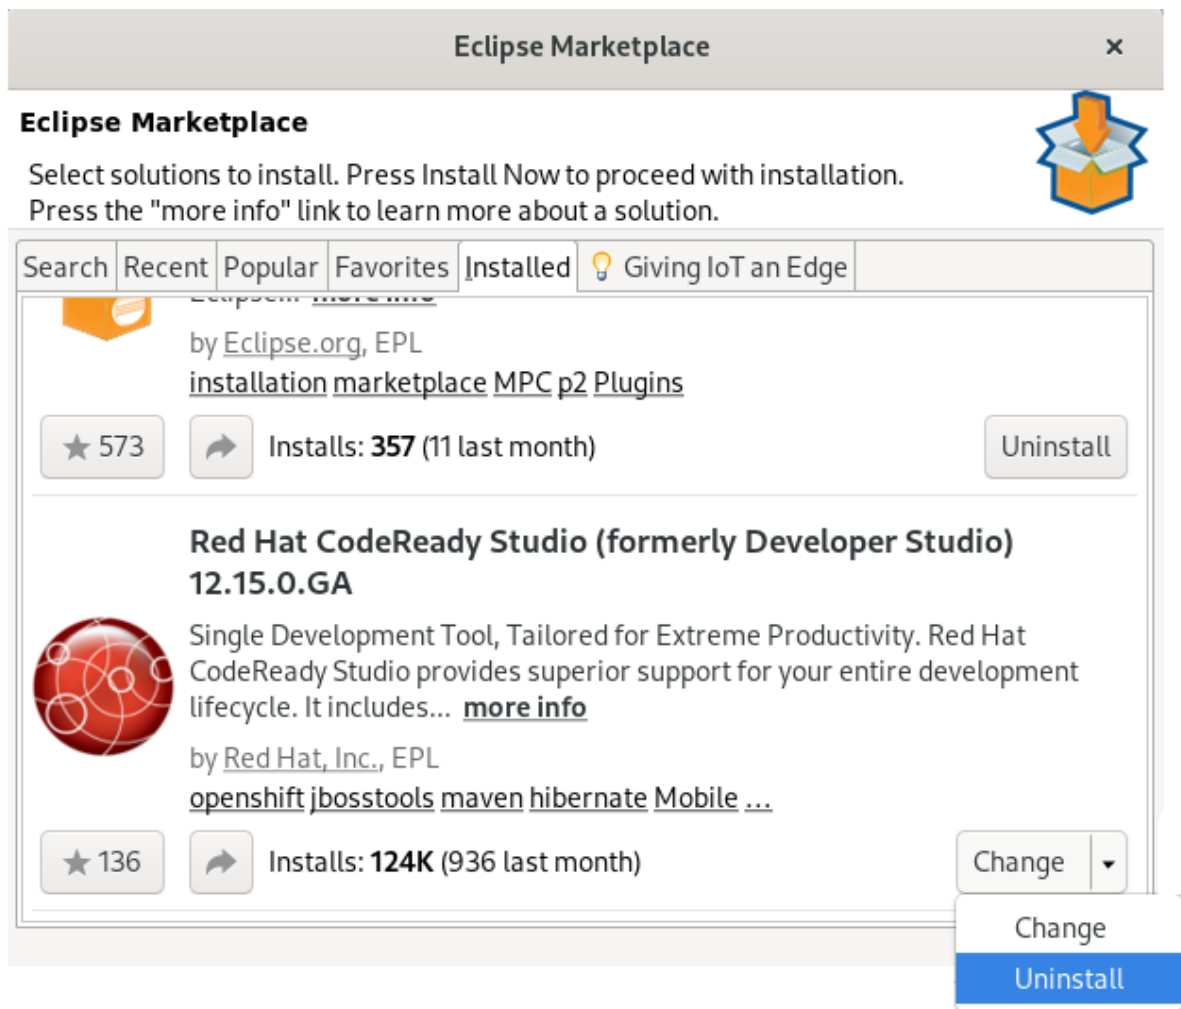 Eclipse Marketplace
Eclipse Marketplace
Select solutions to install. Press Install Now to proceed with installation.
Press the "more info" link to learn more about a solution.
Search Recent Popular Favorites Installed Giving IoT an Edge
Eclipse... more info
by Eclipse.org, EPL
installation marketplace MPC p2 Plugins
573 Installs: 357 (11 last month) Uninstall
Red Hat CodeReady Studio (formerly Developer Studio)
12.15.0.GA
Single Development Tool, Tailored for Extreme Productivity. Red Hat
CodeReady Studio provides superior support for your entire development
lifecycle. It includes... more info
by Red Hat, Inc., EPL
openshift jbosstools maven hibernate Mobile ...
136 Installs: 124K (936 last month) Change
Change
Uninstall